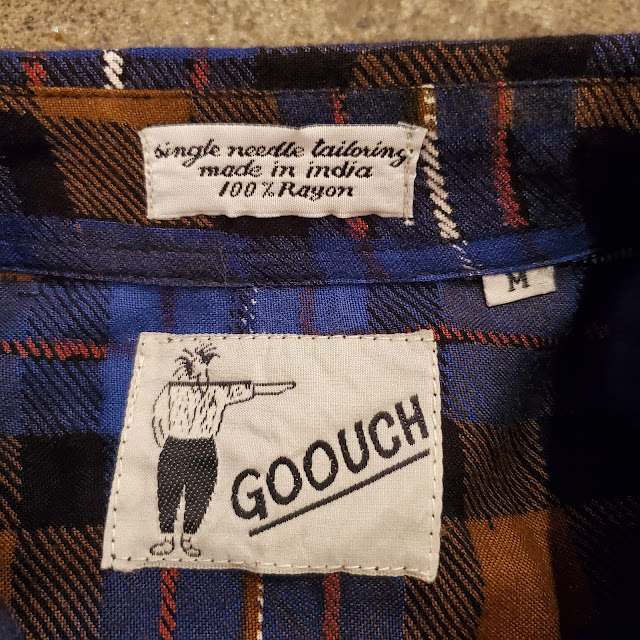 single needle tailoring
made in india
100% Rayon
M
GOOUCH